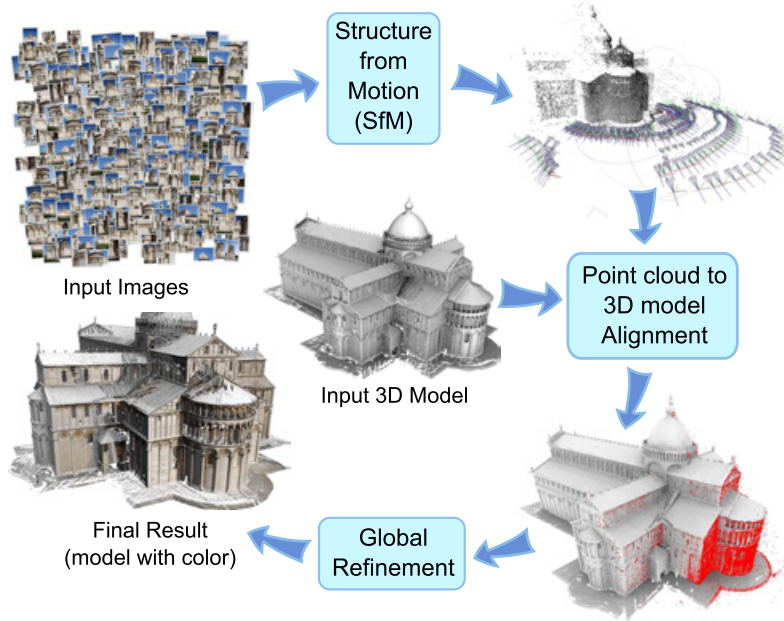 Structure
from
Motion
(SfM)
Input Images
Point cloud to
3D model
Alignment
Input 3D Model
Final Result
(model with color)
Global
Refinement